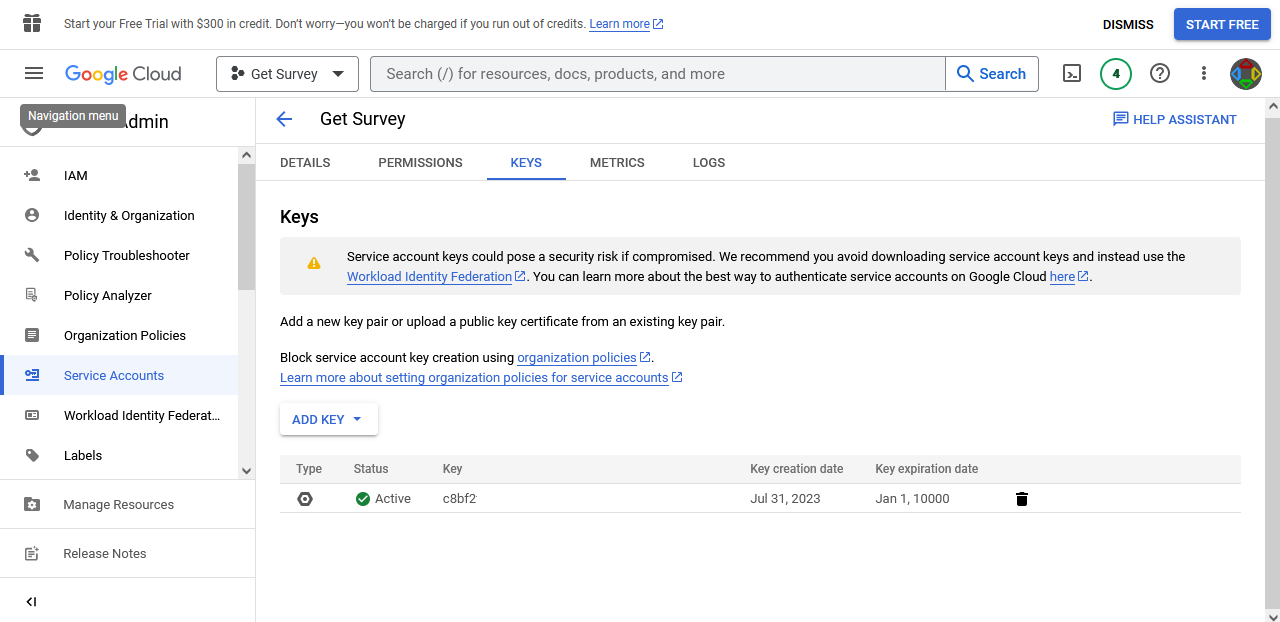 Start your Free Trial with $300 in credit. Don't worry—you won't be charged if you run out of credits. Learn more
DISMISS
START FREE
Google Cloud
Get Survey
Search (/) for resources, docs, products, and more
Search
4
Navigation menu
Admin
Get Survey
HELP ASSISTANT
DETAILS
PERMISSIONS
KEYS
METRICS
LOGS
IAM
Identity & Organization
Policy Troubleshooter
Policy Analyzer
Organization Policies
Service Accounts
Workload Identity Federat...
Labels
Manage Resources
Release Notes
Keys
Service account keys could pose a security risk if compromised. We recommend you avoid downloading service account keys and instead use the
Workload Identity Federation. You can learn more about the best way to authenticate service accounts on Google Cloud here.
Add a new key pair or upload a public key certificate from an existing key pair.
Block service account key creation using organization policies.
Learn more about setting organization policies for service accounts
ADD KEY
Type Status Key Key creation date Key expiration date
Active c8bf2 Jul 31, 2023 Jan 1, 10000